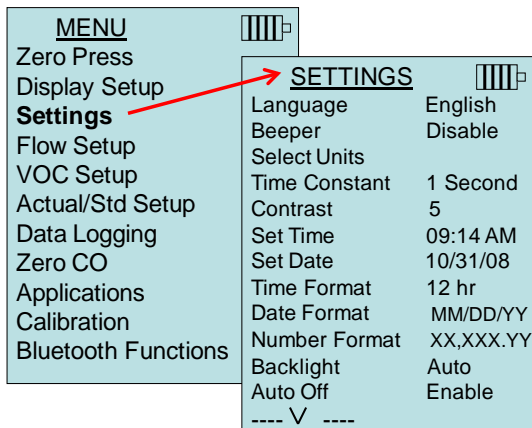 MENU
Zero Press
Display Setup
Settings
Flow Setup
VOC Setup
Actual/Std Setup
Data Logging
Zero CO
Applications
Calibration
Bluetooth Functions
SETTINGS
Language English
Beeper Disable
Select Units
Time Constant 1 Second
Contrast 5
Set Time 09:14 AM
Set Date 10/31/08
Time Format 12 hr
Date Format MM/DD/YY
Number Format XX,XXX.YY
Backlight Auto
Auto Off Enable
---- V ----